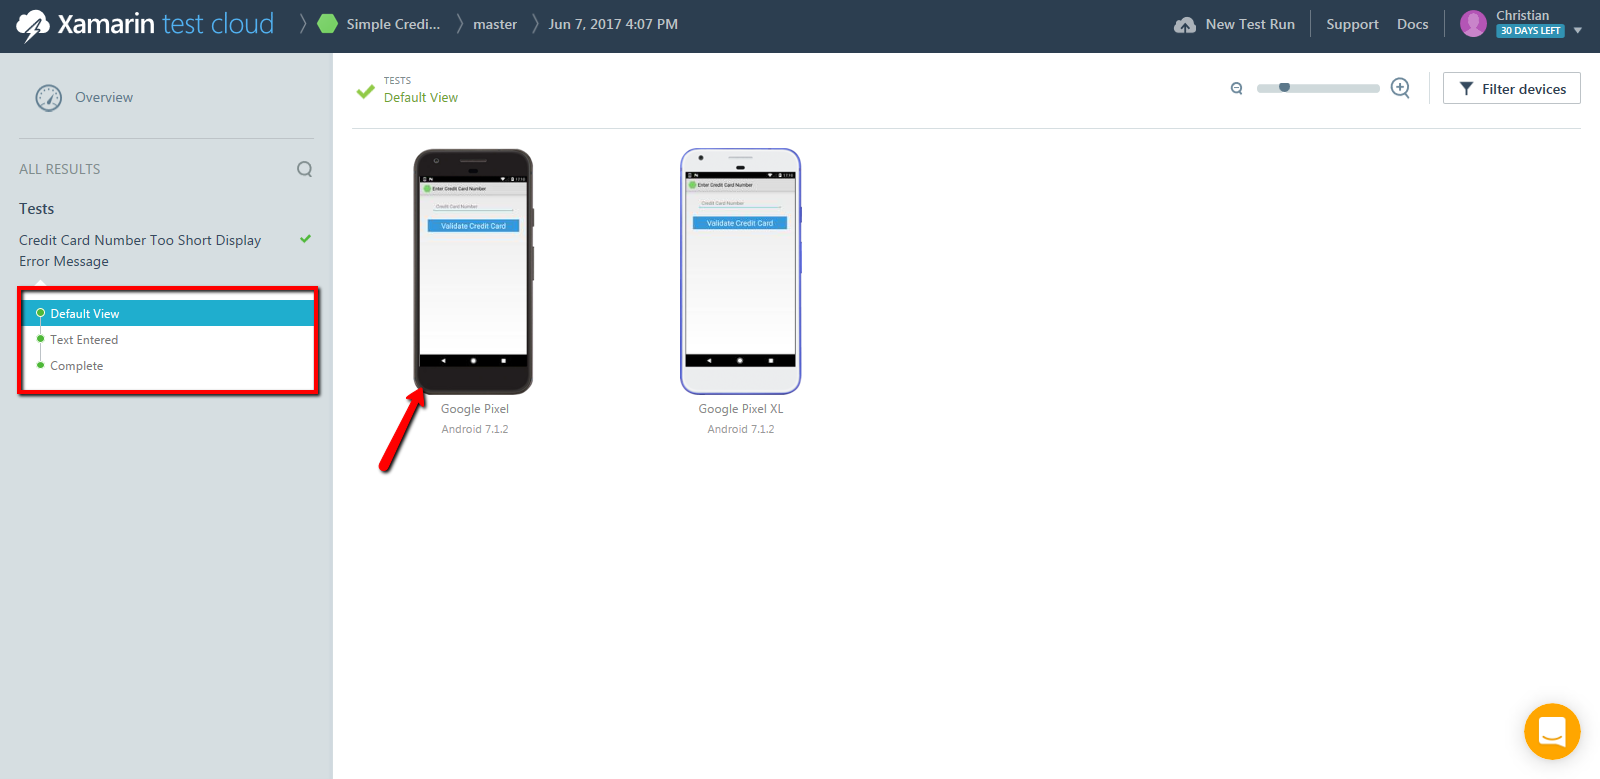 Xamarin test cloud
Simple Credi...
master
Jun 7, 2017 4:07 PM
New Test Run
Support
Docs
Christian
30 DAYS LEFT
Overview
ALL RESULTS
Tests
Credit Card Number Too Short Display
Error Message
Default View
Text Entered
Complete
TESTS
Default View
Filter devices
Enter Credit Card Number
Credit Card Number
Validate Credit Card
Google Pixel
Android 7.1.2
Enter Credit Card Number
Credit Card Number
Validate Credit Card
Google Pixel XL
Android 7.1.2